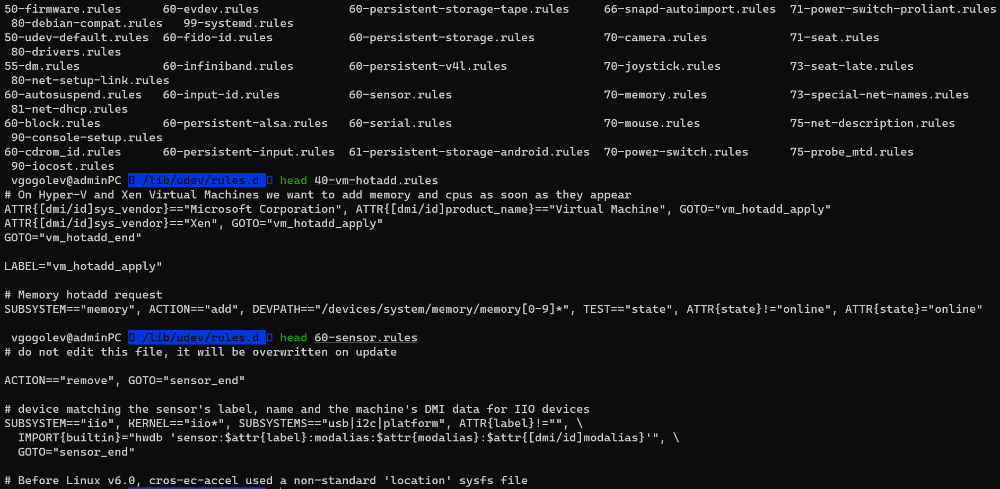 50-firmware.rules      60-evdev.rules             60-persistent-storage-tape.rules     66-snapd-autoimport.rules  71-power-switch-proliant.rules
 80-debian-compat.rules   99-systemd.rules
50-udev-default.rules  60-fido-id.rules           60-persistent-storage.rules          70-camera.rules            71-seat.rules
 80-drivers.rules
55-dm.rules            60-infiniband.rules        60-persistent-v4l.rules              70-joystick.rules          73-seat-late.rules
 80-net-setup-link.rules
60-autosuspend.rules   60-input-id.rules          60-sensor.rules                      70-memory.rules            73-special-net-names.rules
 81-net-dhcp.rules
60-block.rules         60-persistent-alsa.rules   60-serial.rules                      70-mouse.rules             75-net-description.rules
 90-console-setup.rules
60-cdrom_id.rules      60-persistent-input.rules  61-persistent-storage-android.rules  70-power-switch.rules      75-probe_mtd.rules
 90-iocost.rules
 vgogolev@adminPC  /lib/udev/rules.d  head 40-vm-hotadd.rules
# On Hyper-V and Xen Virtual Machines we want to add memory and cpus as soon as they appear
ATTR{[dmi/id]sys_vendor}=="Microsoft Corporation", ATTR{[dmi/id]product_name}=="Virtual Machine", GOTO="vm_hotadd_apply"
ATTR{[dmi/id]sys_vendor}=="Xen", GOTO="vm_hotadd_apply"
GOTO="vm_hotadd_end"

LABEL="vm_hotadd_apply"

# Memory hotadd request
SUBSYSTEM=="memory", ACTION=="add", DEVPATH=="/devices/system/memory/memory[0-9]*", TEST=="state", ATTR{state}!="online", ATTR{state}="online"

 vgogolev@adminPC  /lib/udev/rules.d  head 60-sensor.rules
# do not edit this file, it will be overwritten on update

ACTION=="remove", GOTO="sensor_end"

# device matching the sensor's label, name and the machine's DMI data for IIO devices
SUBSYSTEM=="iio", KERNEL=="iio*", SUBSYSTEMS=="usb|i2c|platform", ATTR{label}!="", \
  IMPORT{builtin}="hwdb 'sensor:$attr{label}:modalias:$attr{modalias}:$attr{[dmi/id]modalias}'", \
  GOTO="sensor_end"

# Before Linux v6.0, cros-ec-accel used a non-standard 'location' sysfs file